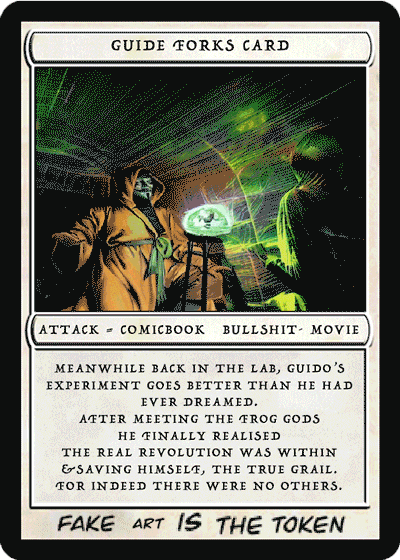 GUIDE FORKS CARD
ATTACK = COMICBOOK BULLSHIT- MOVIE
MEANWHILE BACK IN THE LAB, GUIDO'S
EXPERIMENT GOES BETTER THAN HE HAD
EVER DREAMED.
AFTER MEETING THE FROG GODS
HE FINALLY REALISED
THE REAL REVOLUTION WAS WITHIN
&SAVING HIMSELF, THE TRUE GRAIL.
FOR INDEED THERE WERE NO OTHERS.
FAKE ART IS THE TOKEN